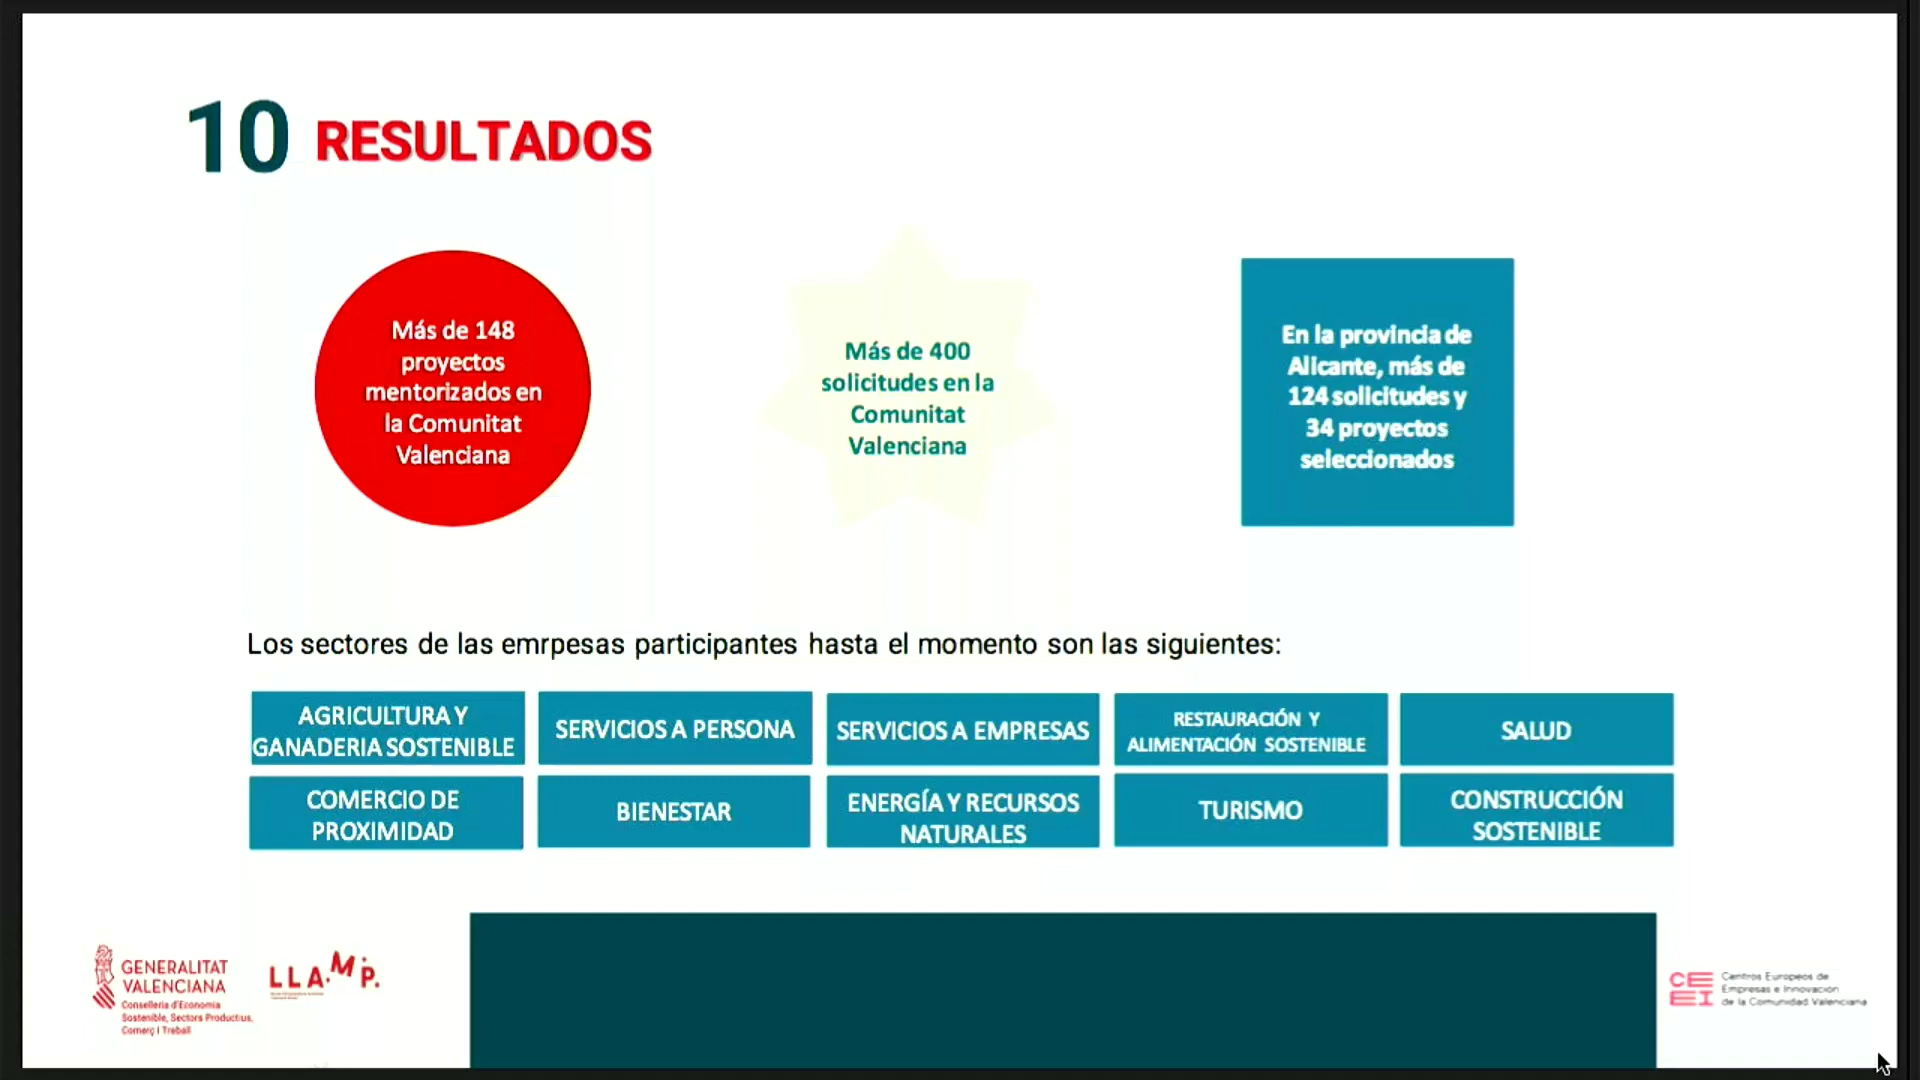 10 RESULTADOS
Más de 148
proyectos
mentorizados en
la Comunitat
Valenciana
Más de 400
solicitudes en la
Comunitat
Valenciana
En la provincia de
Alicante, más de
124 solicitudes y
34 proyectos
seleccionados
Los sectores de las emrpesas participantes hasta el momento son las siguientes:
AGRICULTURA Y
GANADERIA SOSTENIBLE
SERVICIOS A PERSONA
SERVICIOS A EMPRESAS
RESTAURACIÓN Y
ALIMENTACIÓN SOSTENIBLE
SALUD
COMERCIO DE
PROXIMIDAD
BIENESTAR
ENERGÍA Y RECURSOS
NATURALES
TURISMO
CONSTRUCCIÓN
SOSTENIBLE
GENERALITAT
VALENCIANA
Conselleria d'Economia
Sostenible, Sectors Productius,
Comerç i Treball
LLAMP.
CE
EI
Centros Europeos de
Empresas e Innovación
de la Comunidad Valenciana